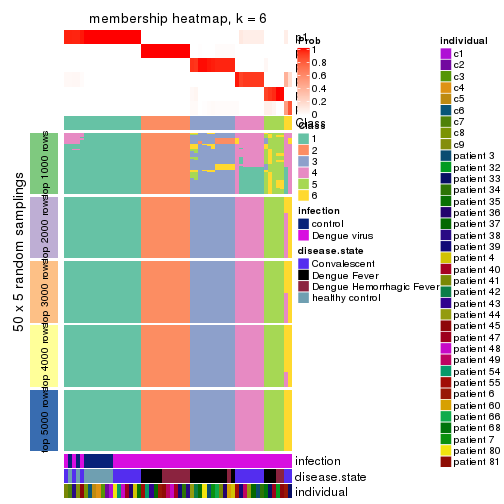 membership heatmap, k = 6
Prob
1
0.8
0.6
0.4
0.2
0
Class
Class
1
2
3
4
5
6
infection
control
Dengue virus
disease.state
Convalescent
Dengue Fever
Dengue Hemorrhagic Fever
healthy control
individual
c1
c2
c3
c4
c5
c6
c7
c8
c9
patient 3
patient 32
patient 33
patient 34
patient 35
patient 36
patient 37
patient 38
patient 39
patient 4
patient 40
patient 41
patient 42
patient 43
patient 44
patient 45
patient 47
patient 48
patient 49
patient 54
patient 55
patient 6
patient 60
patient 66
patient 68
patient 7
patient 80
patient 81
50 x 5 random samplings
top 1000 rows
top 2000 rows
top 3000 rows
top 4000 rows
top 5000 rows
infection
disease.state
individual